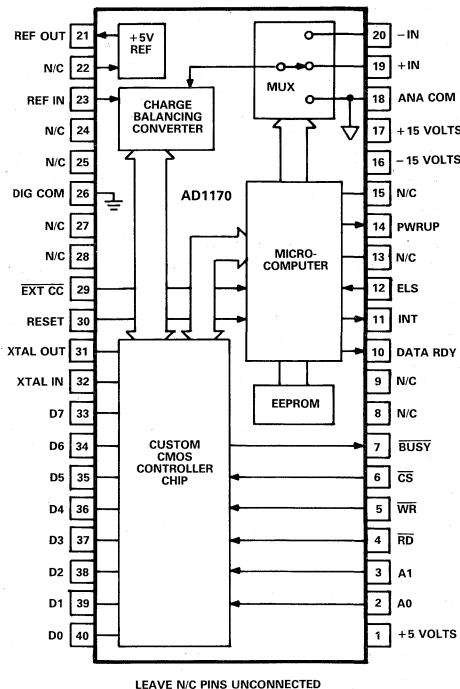 REF OUT 21
N/C 22
REF IN 23
N/C 24
N/C 25
DIG COM 26
N/C 27
N/C 28
EXT CC 29
RESET 30
XTAL OUT 31
XTAL IN 32
D7 33
D6 34
D5 35
D4 36
D3 37
D2 38
D1 39
D0 40
+5V
REF
CHARGE
BALANCING
CONVERTER
MUX
AD1170
MICRO-
COMPUTER
EEPROM
CUSTOM
CMOS
CONTROLLER
CHIP
20 –IN
19 +IN
18 ANA COM
17 +15 VOLTS
16 –15 VOLTS
15 N/C
14 PWRUP
13 N/C
12 ELS
11 INT
10 DATA RDY
9 N/C
8 N/C
7 BUSY
6 CS
5 WR
4 RD
3 A1
2 A0
1 +5 VOLTS
LEAVE N/C PINS UNCONNECTED